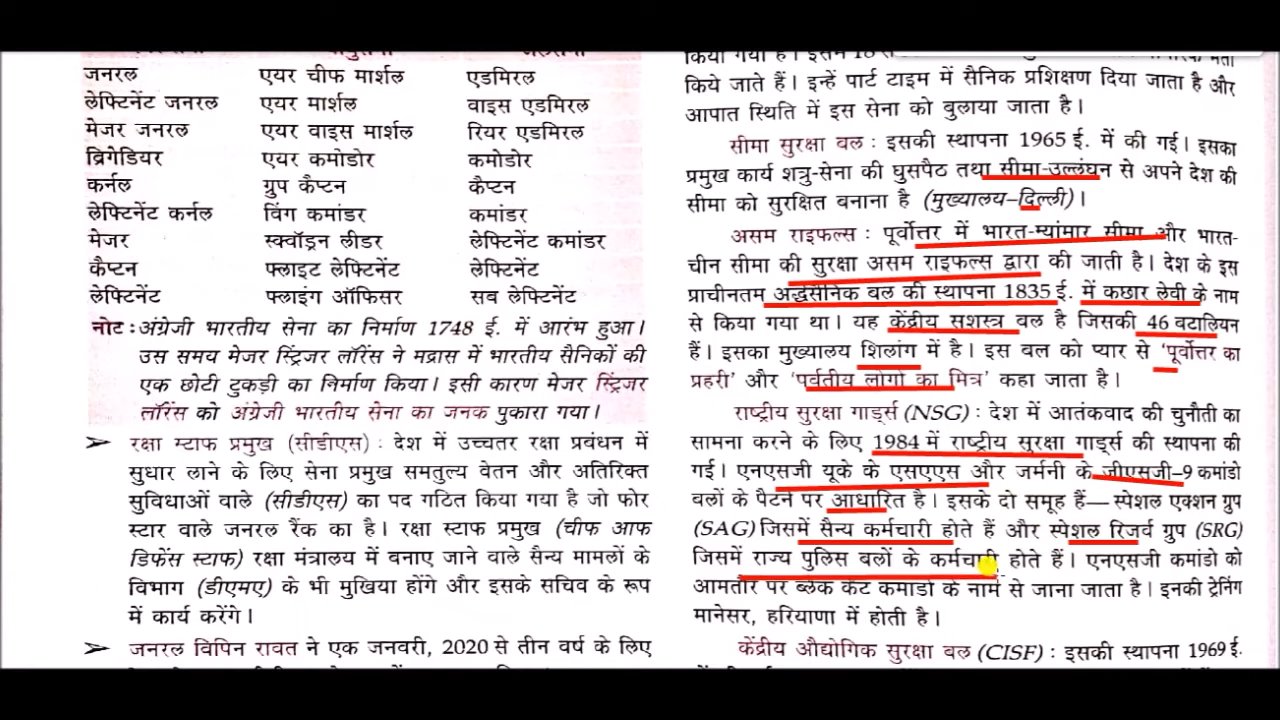 जनरल एयर चीफ मार्शल एडमिरल
लेफ्टिनेंट जनरल एयर मार्शल वाइस एडमिरल
मेजर जनरल एयर वाइस मार्शल रियर एडमिरल
ब्रिगेडियर एयर कमोडोर कमोडोर
कर्नल ग्रुप कैप्टन कैप्टन
लेफ्टिनेंट कर्नल विंग कमांडर कमांडर
मेजर स्क्वॉड्रन लीडर लेफ्टिनेंट कमांडर
कैप्टन फ्लाइट लेफ्टिनेंट लेफ्टिनेंट
लेफ्टिनेंट फ्लाइंग ऑफिसर सव लेफ्टिनेंट
नोट : अंग्रेजी भारतीय सेना का निर्माण 1748 ई. में आरंभ हुआ।
उस समय मेजर स्ट्रिंजर लॉरेंस ने मद्रास में भारतीय सैनिकों की
एक छोटी टुकड़ी का निर्माण किया। इसी कारण मेजर स्ट्रिंजर
लॉरेंस को अंग्रेजी भारतीय सेना का जनक पुकारा गया।
➢ रक्षा स्टाफ प्रमुख (सीडीएस) : देश में उच्चतर रक्षा प्रवंधन में
सुधार लाने के लिए सेना प्रमुख समतुल्य वेतन और अतिरिक्त
सुविधाओं वाले (सीडीएस) का पद गठित किया गया है जो फोर
स्टार वाले जनरल रैंक का है। रक्षा स्टाफ प्रमुख (चीफ आफ
डिफेंस स्टाफ) रक्षा मंत्रालय में बनाए जाने वाले सैन्य मामलों के
विभाग (डीएमए) के भी मुखिया होंगे और इसके सचिव के रूप
में कार्य करेंगे।
➢ जनरल विपिन रावत ने एक जनवरी, 2020 से तीन वर्ष के लिए
किया गया है। इसमें 18 से
किये जाते हैं। इन्हें पार्ट टाइम में सैनिक प्रशिक्षण दिया जाता है और
आपात स्थिति में इस सेना को बुलाया जाता है।
सीमा सुरक्षा वल : इसकी स्थापना 1965 ई. में की गई। इसका
प्रमुख कार्य शत्रु-सेना की घुसपैठ तथा सीमा-उल्लंघन से अपने देश की
सीमा को सुरक्षित बनाना है (मुख्यालय–दिल्ली)।
असम राइफल्स : पूर्वोत्तर में भारत-म्यांमार सीमा और भारत-
चीन सीमा की सुरक्षा असम राइफल्स द्वारा की जाती है। देश के इस
प्राचीनतम अर्द्धसैनिक वल की स्थापना 1835 ई. में कछार लेवी के नाम
से किया गया था। यह केंद्रीय सशस्त्र वल है जिसकी 46 वटालियन
हैं। इसका मुख्यालय शिलांग में है। इस वल को प्यार से 'पूर्वोत्तर का
प्रहरी' और 'पर्वतीय लोगों का मित्र' कहा जाता है।
राष्ट्रीय सुरक्षा गार्ड्स (NSG) : देश में आतंकवाद की चुनौती का
सामना करने के लिए 1984 में राष्ट्रीय सुरक्षा गार्ड्स की स्थापना की
गई। एनएसजी यूके के एसएएस और जर्मनी के जीएसजी–9 कमांडो
बलों के पैटर्न पर आधारित है। इसके दो समूह हैं— स्पेशल एक्शन ग्रुप
(SAG) जिसमें सैन्य कर्मचारी होते हैं और स्पेशल रिजर्व ग्रुप (SRG)
जिसमें राज्य पुलिस बलों के कर्मचारी होते हैं। एनएसजी कमांडो को
आमतौर पर ब्लैक कैट कमांडो के नाम से जाना जाता है। इनकी ट्रेनिंग
मानेसर, हरियाणा में होती है।
केंद्रीय औद्योगिक सुरक्षा वल (CISF) : इसकी स्थापना 1969 ई.